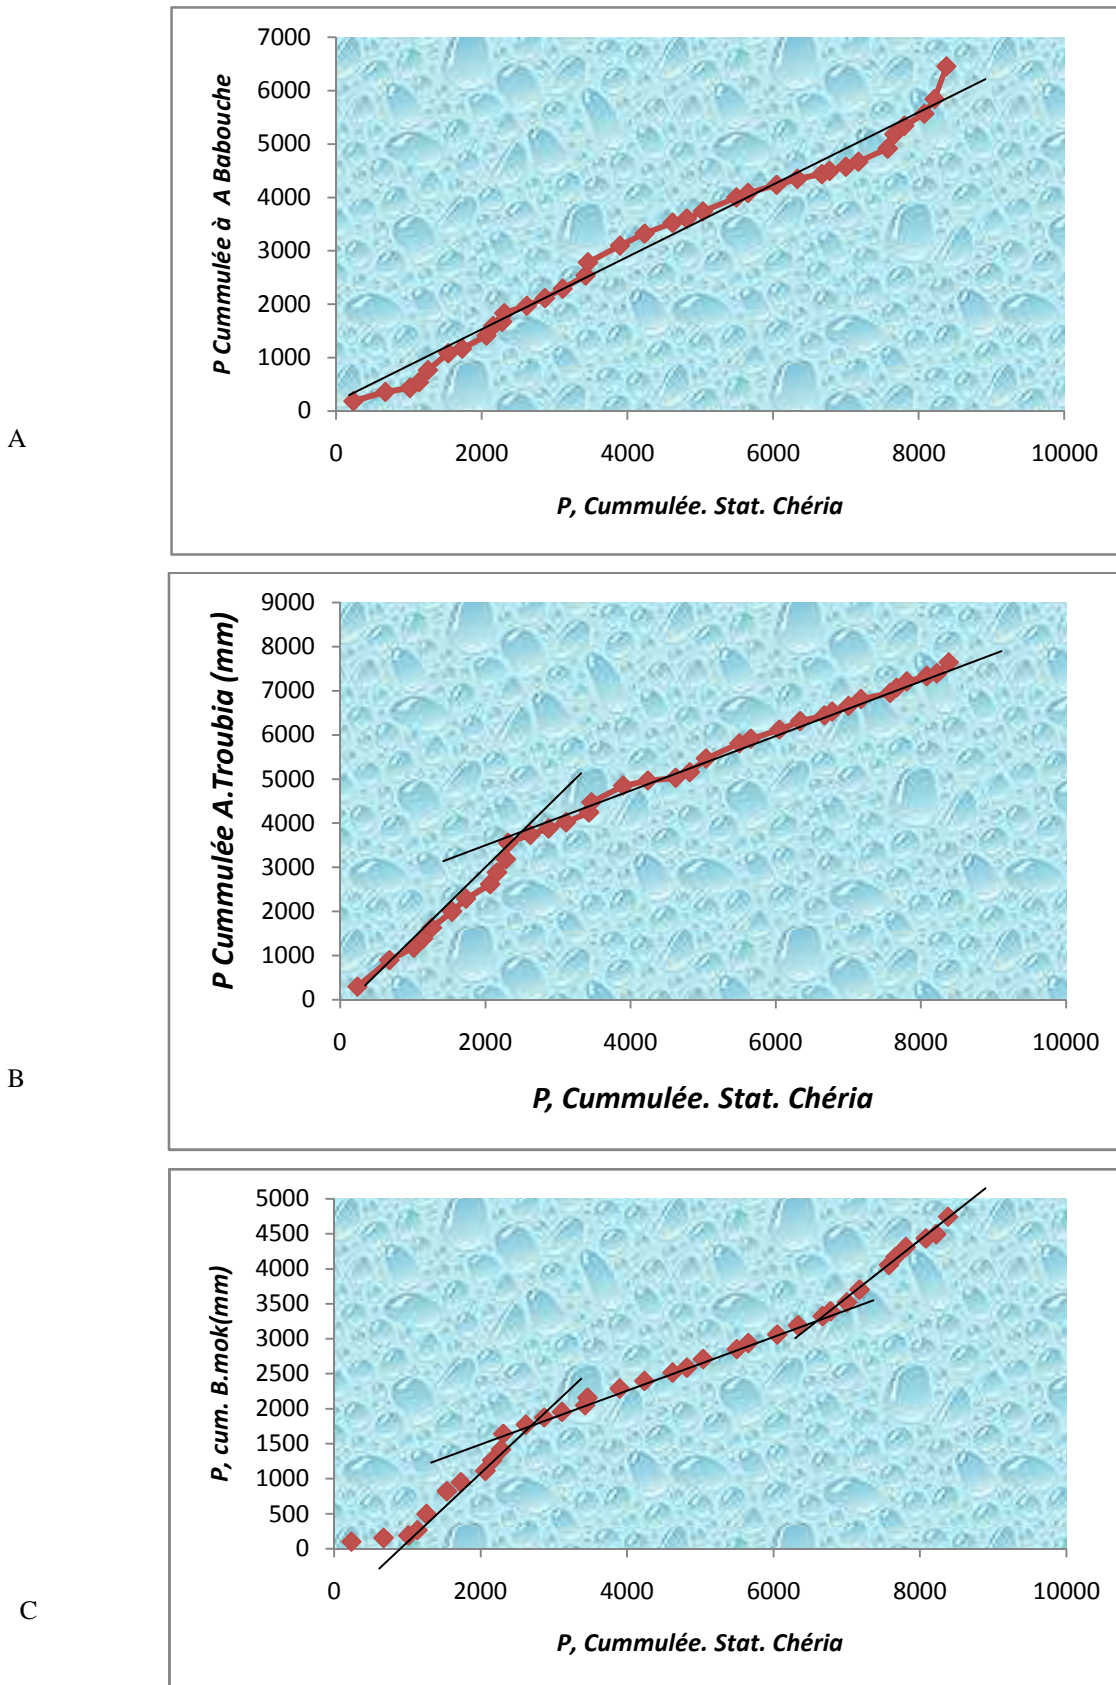 7000
6000
5000
4000
3000
2000
1000
0
P Cummulée à A Babouche
0 2000 4000 6000 8000 10000
P, Cummulée. Stat. Chéria
A
9000
8000
7000
6000
5000
4000
3000
2000
1000
0
P Cummulée A.Troubia (mm)
0 2000 4000 6000 8000 10000
P, Cummulée. Stat. Chéria
B
5000
4500
4000
3500
3000
2500
2000
1500
1000
500
0
P, cum. B.mok(mm)
0 2000 4000 6000 8000 10000
P, Cummulée. Stat. Chéria
C